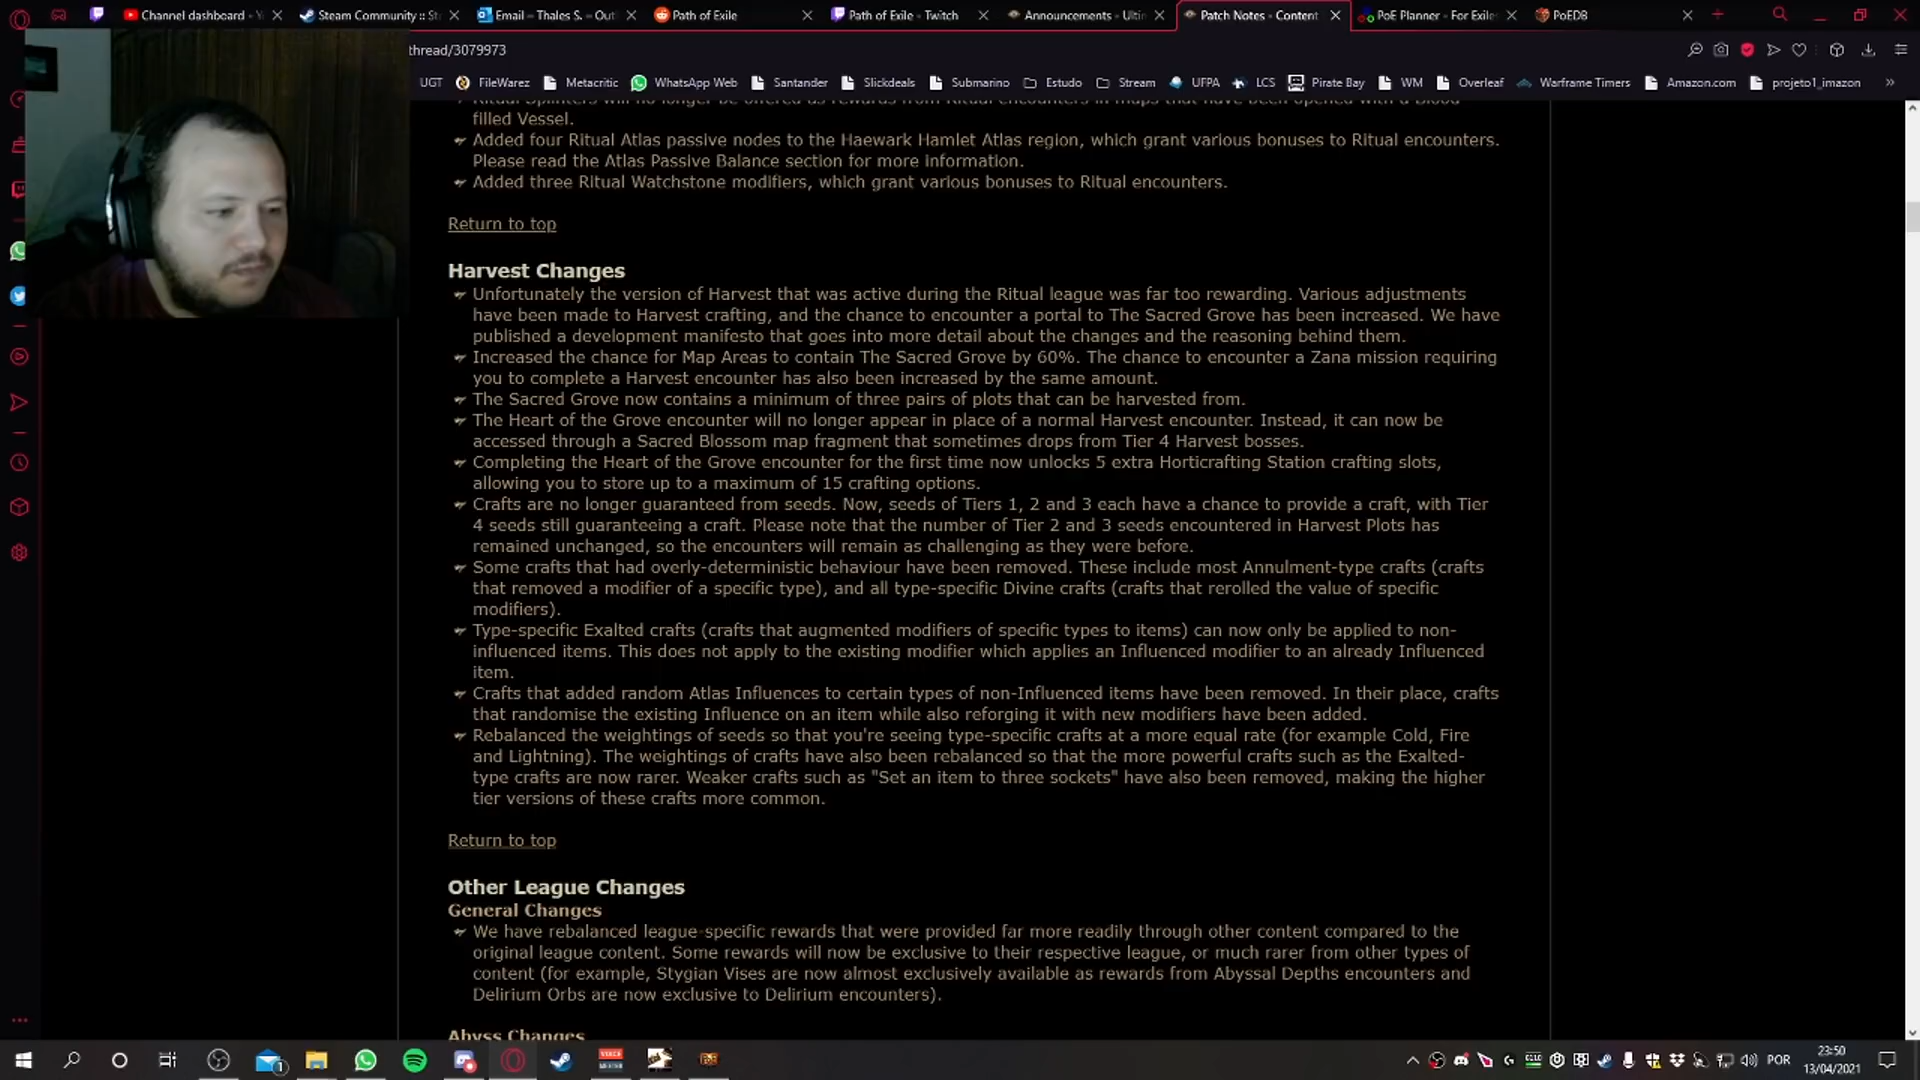 Channel dashboard - Y
Steam Community :: St
Email – Thales S. – Out
Path of Exile
Path of Exile - Twitch
Announcements - Ulti
Patch Notes - Content
PoE Planner - For Exile
PoEDB
thread/3079973
UGT
FileWarez
Metacritic
WhatsApp Web
Santander
Slickdeals
Submarino
Estudo
Stream
UFPA
LCS
Pirate Bay
WM
Overleaf
Warframe Timers
Amazon.com
projeto1_imazon
Ritual Splinters will no longer be offered as rewards from Ritual encounters in maps that have been opened with a Blood
filled Vessel.
Added four Ritual Atlas passive nodes to the Haewark Hamlet Atlas region, which grant various bonuses to Ritual encounters.
Please read the Atlas Passive Balance section for more information.
Added three Ritual Watchstone modifiers, which grant various bonuses to Ritual encounters.
Return to top
Harvest Changes
Unfortunately the version of Harvest that was active during the Ritual league was far too rewarding. Various adjustments
have been made to Harvest crafting, and the chance to encounter a portal to The Sacred Grove has been increased. We have
published a development manifesto that goes into more detail about the changes and the reasoning behind them.
Increased the chance for Map Areas to contain The Sacred Grove by 60%. The chance to encounter a Zana mission requiring
you to complete a Harvest encounter has also been increased by the same amount.
The Sacred Grove now contains a minimum of three pairs of plots that can be harvested from.
The Heart of the Grove encounter will no longer appear in place of a normal Harvest encounter. Instead, it can now be
accessed through a Sacred Blossom map fragment that sometimes drops from Tier 4 Harvest bosses.
Completing the Heart of the Grove encounter for the first time now unlocks 5 extra Horticrafting Station crafting slots,
allowing you to store up to a maximum of 15 crafting options.
Crafts are no longer guaranteed from seeds. Now, seeds of Tiers 1, 2 and 3 each have a chance to provide a craft, with Tier
4 seeds still guaranteeing a craft. Please note that the number of Tier 2 and 3 seeds encountered in Harvest Plots has
remained unchanged, so the encounters will remain as challenging as they were before.
Some crafts that had overly-deterministic behaviour have been removed. These include most Annulment-type crafts (crafts
that removed a modifier of a specific type), and all type-specific Divine crafts (crafts that rerolled the value of specific
modifiers).
Type-specific Exalted crafts (crafts that augmented modifiers of specific types to items) can now only be applied to non-
influenced items. This does not apply to the existing modifier which applies an Influenced modifier to an already Influenced
item.
Crafts that added random Atlas Influences to certain types of non-Influenced items have been removed. In their place, crafts
that randomise the existing Influence on an item while also reforging it with new modifiers have been added.
Rebalanced the weightings of seeds so that you're seeing type-specific crafts at a more equal rate (for example Cold, Fire
and Lightning). The weightings of crafts have also been rebalanced so that the more powerful crafts such as the Exalted-
type crafts are now rarer. Weaker crafts such as "Set an item to three sockets" have also been removed, making the higher
tier versions of these crafts more common.
Return to top
Other League Changes
General Changes
We have rebalanced league-specific rewards that were provided far more readily through other content compared to the
original league content. Some rewards will now be exclusive to their respective league, or much rarer from other types of
content (for example, Stygian Vises are now almost exclusively available as rewards from Abyssal Depths encounters and
Delirium Orbs are now exclusive to Delirium encounters).
Abyss Changes
POR
23:50
13/04/2021